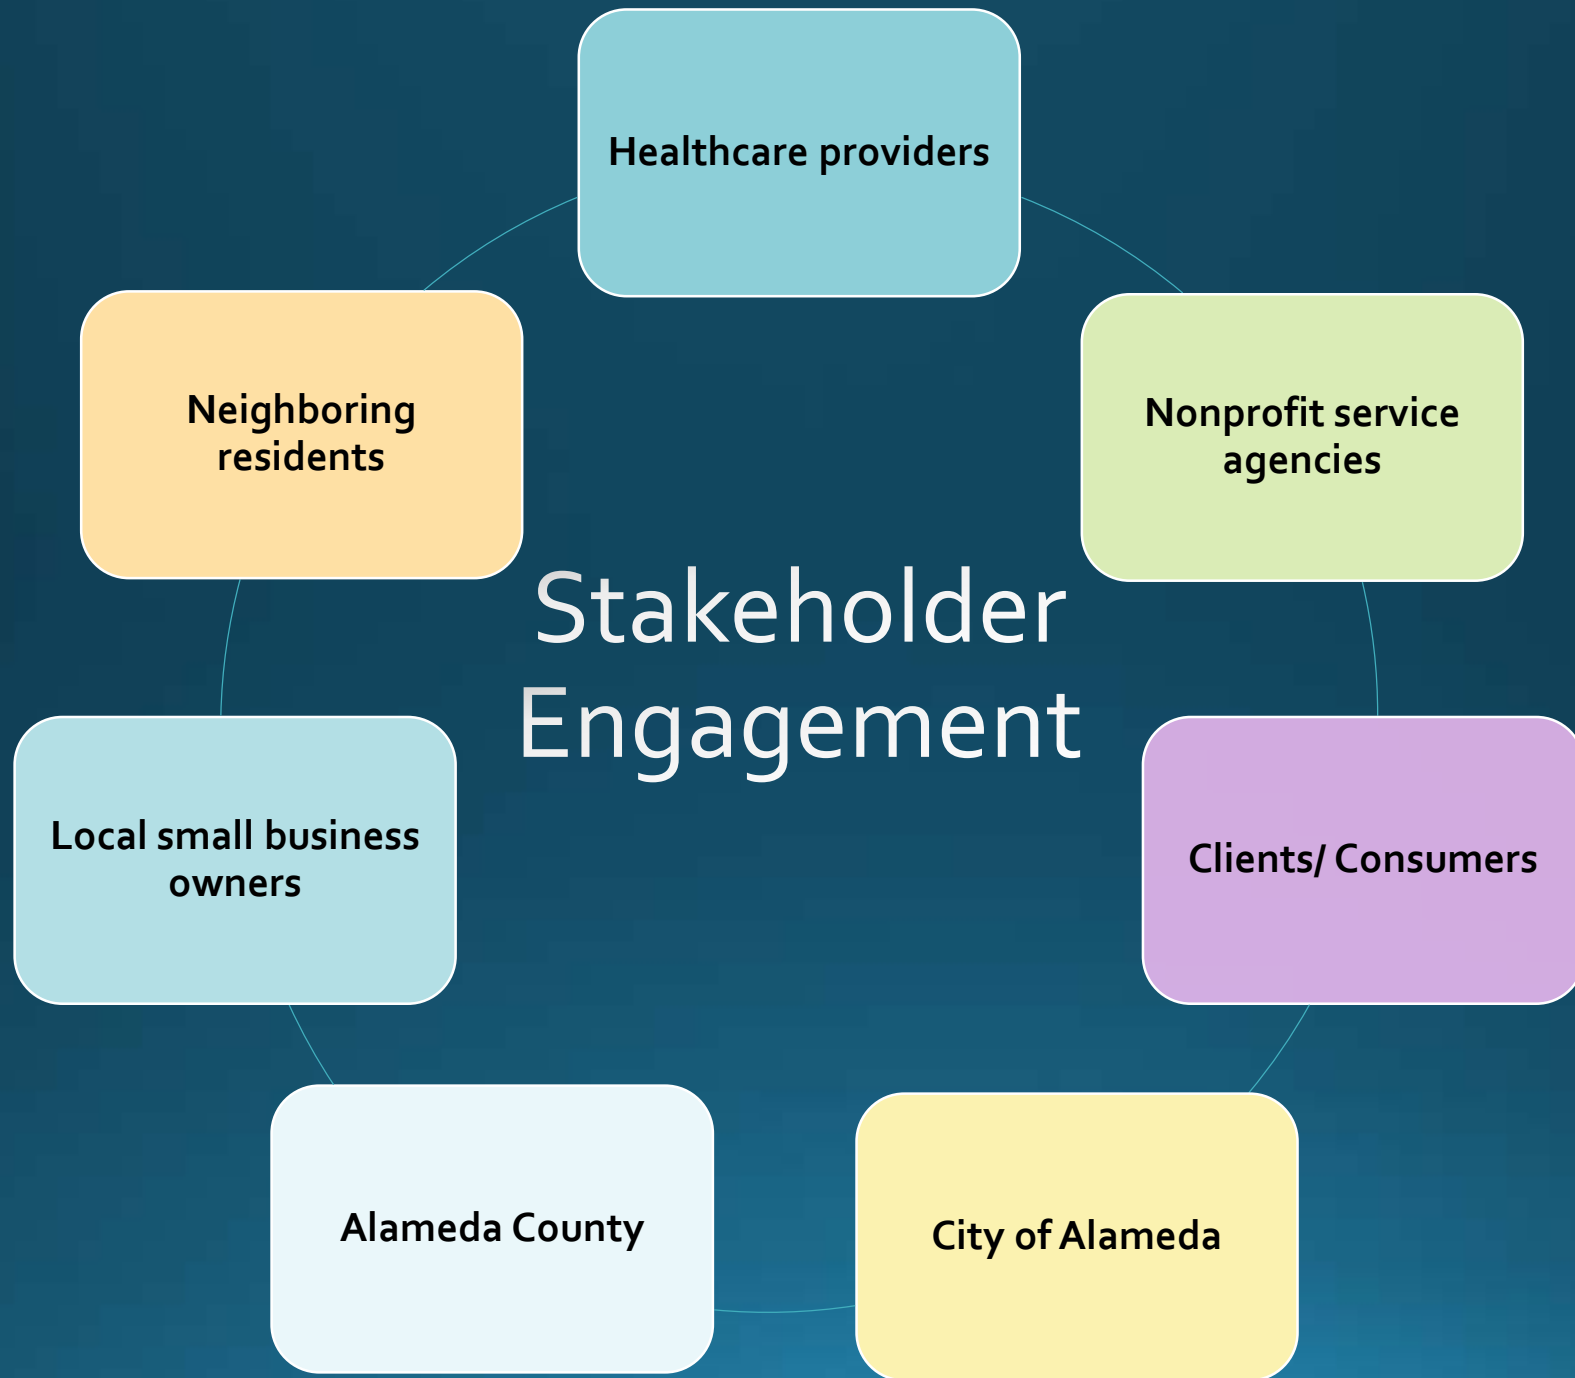 Healthcare providers
Neighboring
residents
Nonprofit service
agencies
Stakeholder
Engagement
Local small business
owners
Clients/ Consumers
Alameda County
City of Alameda